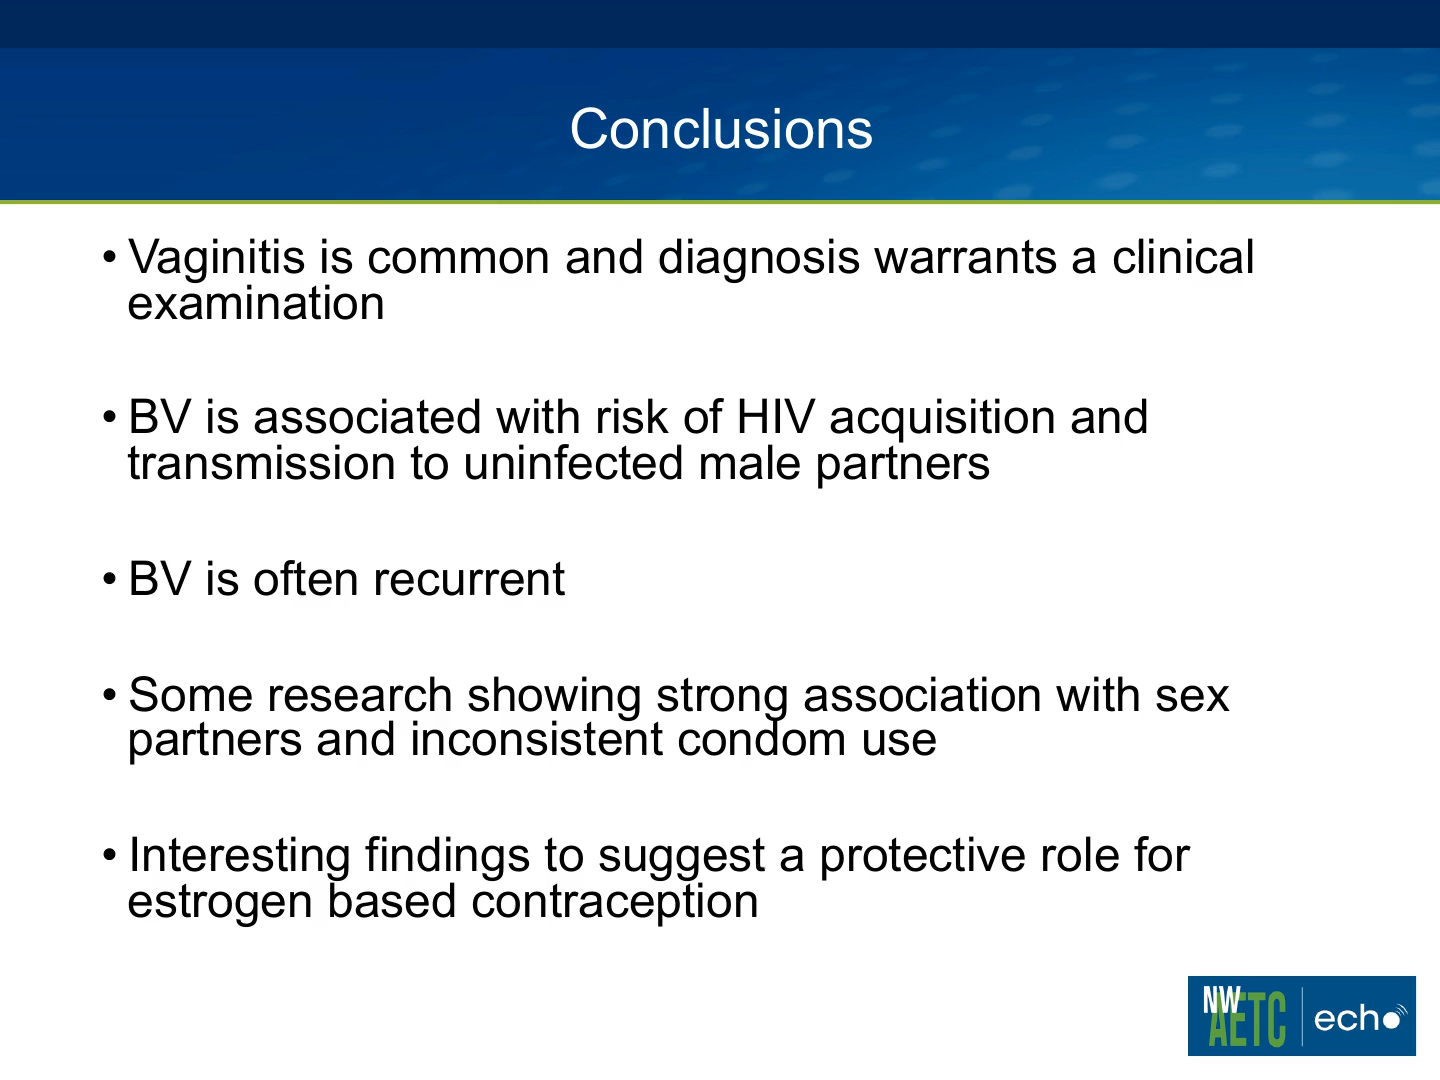 Conclusions
• Vaginitis is common and diagnosis warrants a clinical
examination
• BV is associated with risk of HIV acquisition and
transmission to uninfected male partners
• BV is often recurrent
• Some research showing strong association with sex
partners and inconsistent condom use
• Interesting findings to suggest a protective role for
estrogen based contraception
NW
AETC
echo